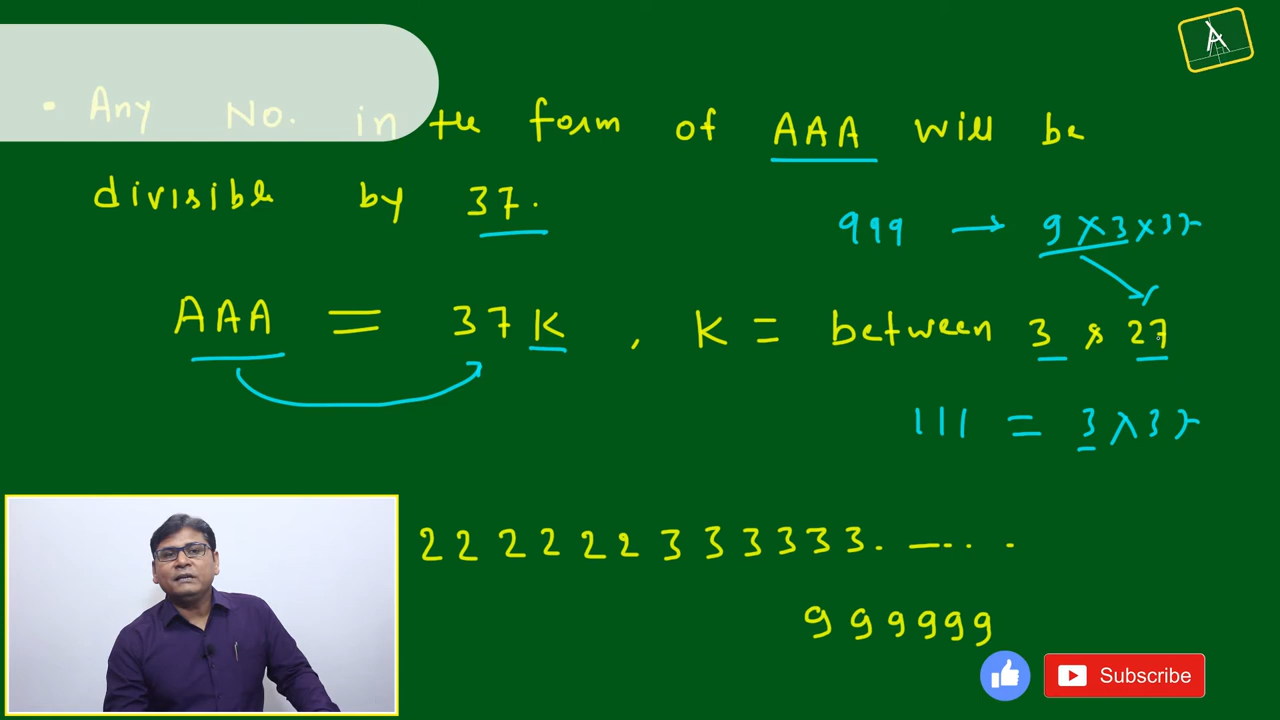 • Any No. in the form of AAA will be
divisible by 37.
999 → 9×3×37
AAA = 37K, K = between 3 & 27
111 = 3×37
222222333333. —... .
999999
Subscribe